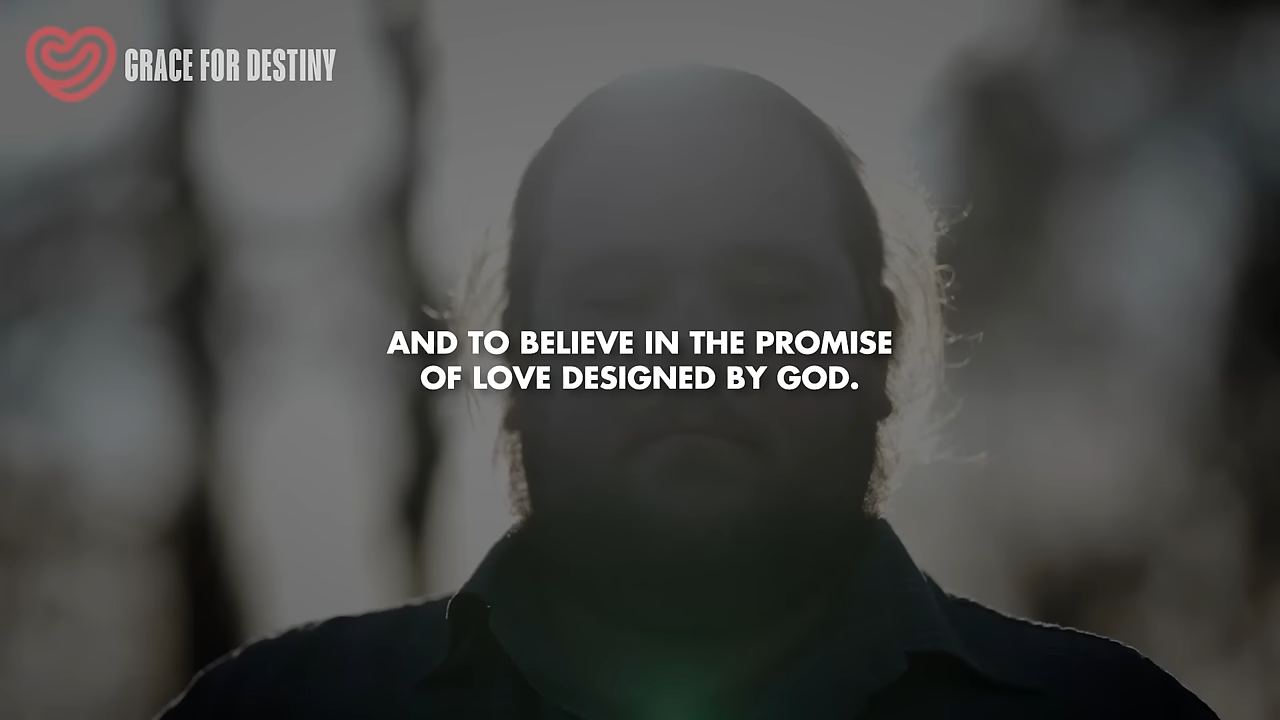 GRACE FOR DESTINY
AND TO BELIEVE IN THE PROMISE
OF LOVE DESIGNED BY GOD.